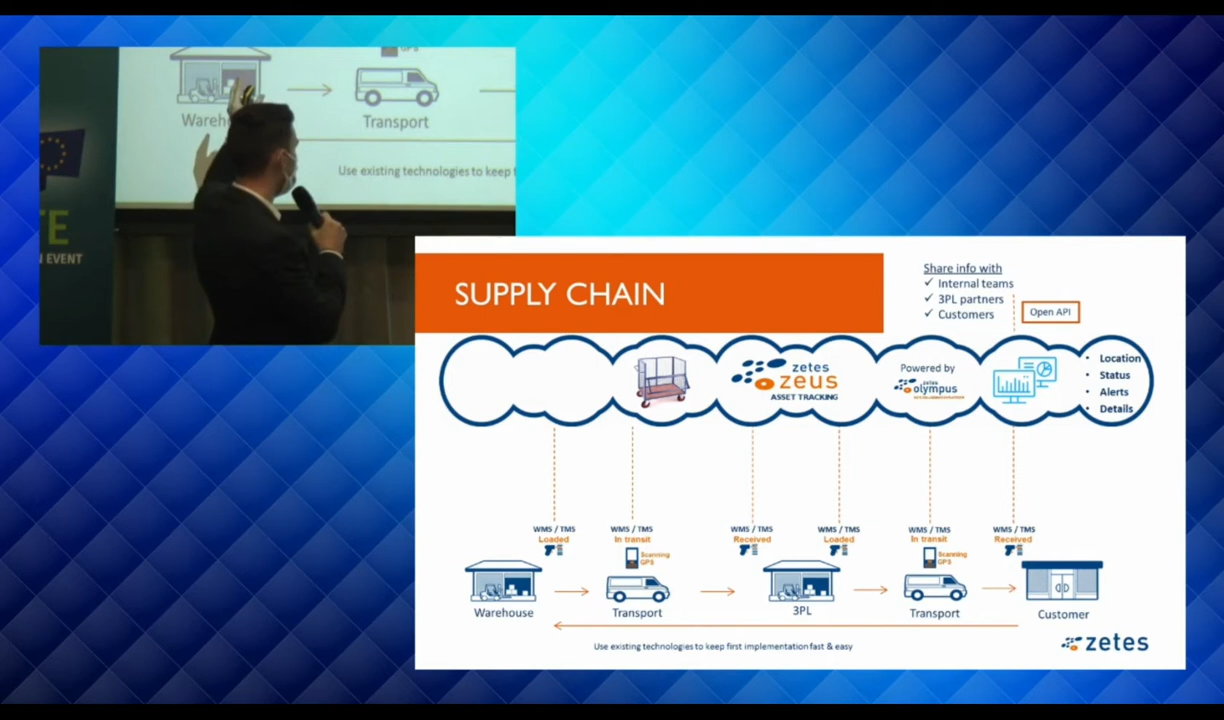 GPS
Wareh
Transport
Use existing technologies to keep f
TE
N EVENT
SUPPLY CHAIN
Share info with
✓ Internal teams
✓ 3PL partners
✓ Customers
Open API
zetes
zeus
ASSET TRACKING
Powered by
zetes
olympus
• Location
• Status
• Alerts
• Details
WMS / TMS
Loaded
WMS / TMS
In transit
Scanning
GPS
WMS / TMS
Received
WMS / TMS
Loaded
WMS / TMS
In transit
Scanning
GPS
WMS / TMS
Received
Warehouse
Transport
3PL
Transport
Customer
Use existing technologies to keep first implementation fast & easy
zetes